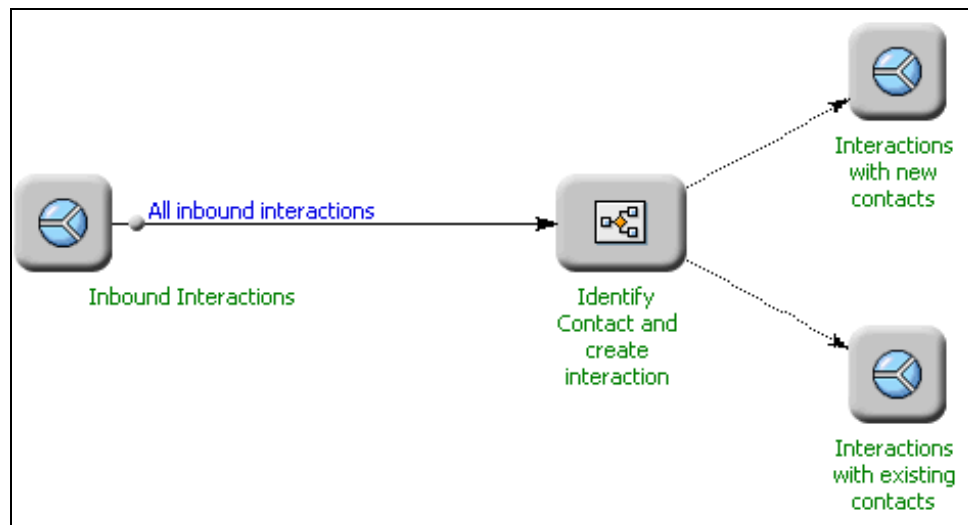 All inbound interactions
Inbound Interactions
Identify
Contact and
create
interaction
Interactions
with new
contacts
Interactions
with existing
contacts